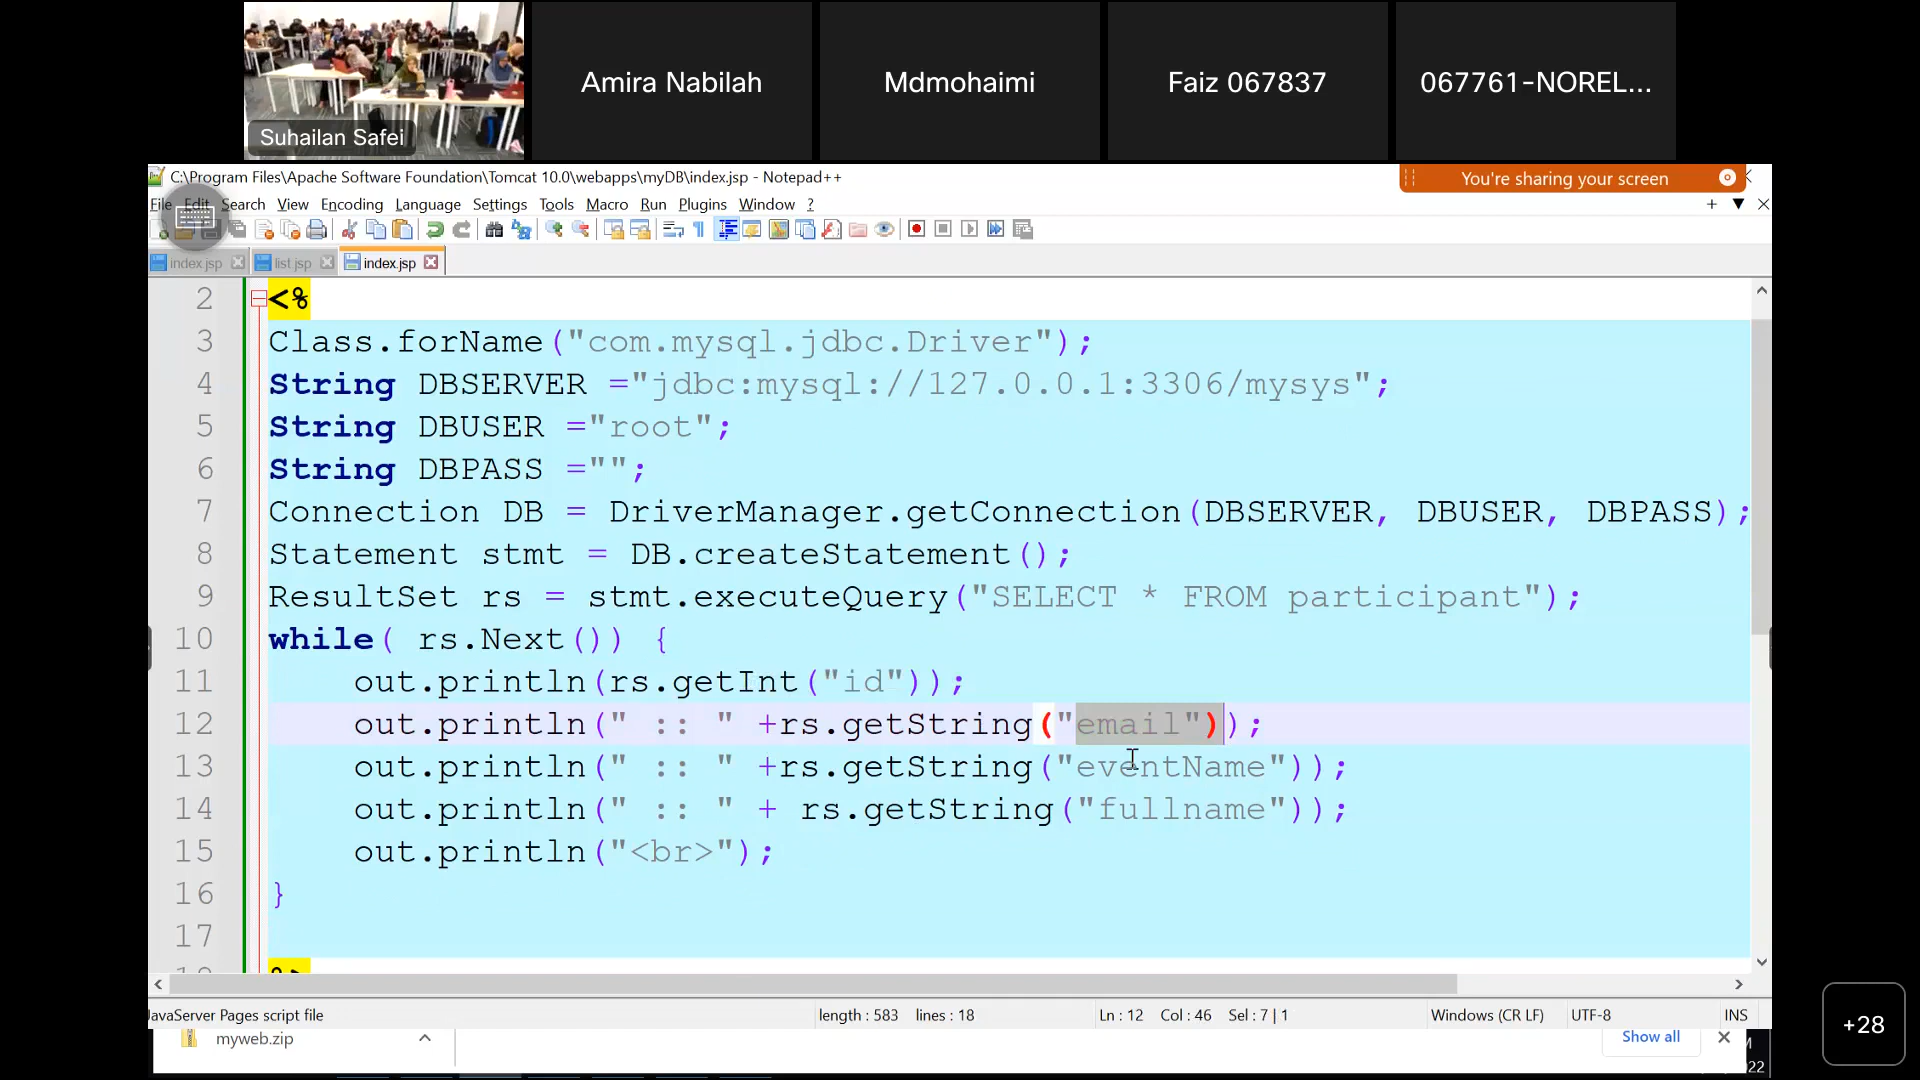 Suhailan Safei
Amira Nabilah
Mdmohaimi
Faiz 067837
067761-NOREL...
C:\Program Files\Apache Software Foundation\Tomcat 10.0\webapps\myDB\index.jsp - Notepad++
You're sharing your screen
File Edit Search View Encoding Language Settings Tools Macro Run Plugins Window ?
index.jsp list.jsp index.jsp
2 <%
3 Class.forName("com.mysql.jdbc.Driver");
4 String DBSERVER ="jdbc:mysql://127.0.0.1:3306/mysys";
5 String DBUSER ="root";
6 String DBPASS ="";
7 Connection DB = DriverManager.getConnection(DBSERVER, DBUSER, DBPASS);
8 Statement stmt = DB.createStatement();
9 ResultSet rs = stmt.executeQuery("SELECT * FROM participant");
10 while( rs.Next()) {
11 out.println(rs.getInt("id"));
12 out.println(" :: " +rs.getString("email"));
13 out.println(" :: " +rs.getString("eventName"));
14 out.println(" :: " + rs.getString("fullname"));
15 out.println("<br>");
16 }
17
%>
JavaServer Pages script file length : 583 lines : 18 Ln : 12 Col : 46 Sel : 7 | 1 Windows (CR LF) UTF-8 INS
myweb.zip
Show all
+28